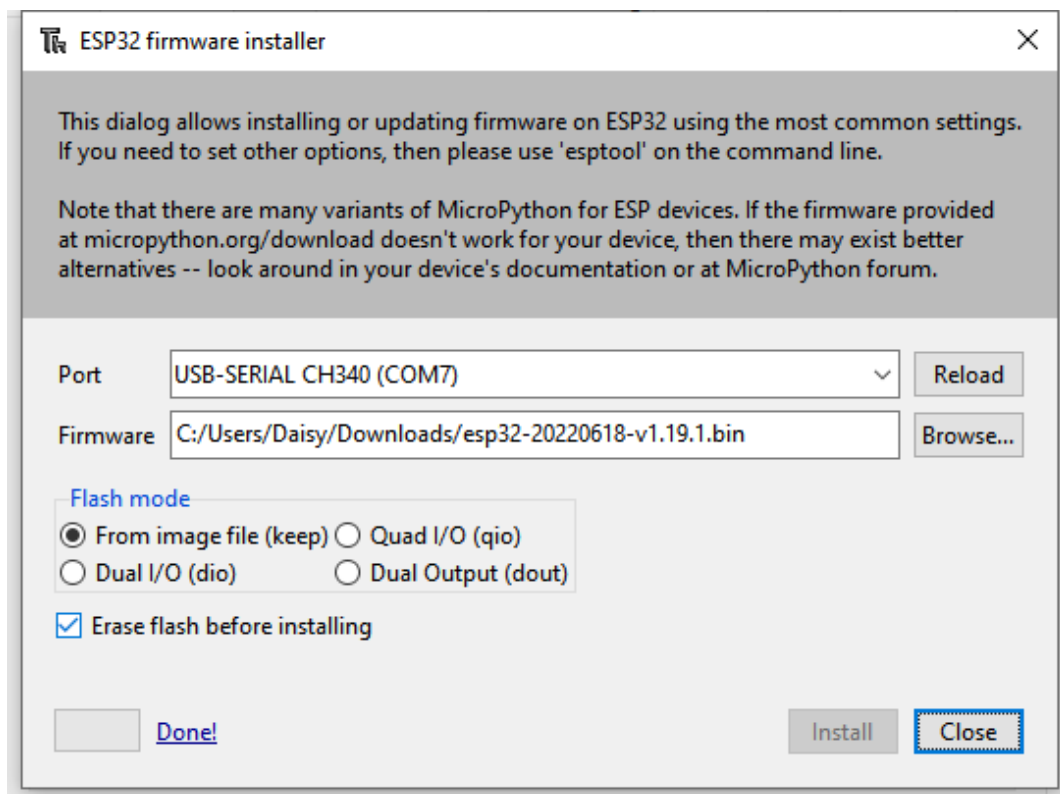 ESP32 firmware installer
This dialog allows installing or updating firmware on ESP32 using the most common settings.
If you need to set other options, then please use 'esptool' on the command line.
Note that there are many variants of MicroPython for ESP devices. If the firmware provided
at micropython.org/download doesn't work for your device, then there may exist better
alternatives -- look around in your device's documentation or at MicroPython forum.
Port USB-SERIAL CH340 (COM7) Reload
Firmware C:/Users/Daisy/Downloads/esp32-20220618-v1.19.1.bin Browse...
Flash mode
From image file (keep) Quad I/O (qio)
Dual I/O (dio) Dual Output (dout)
Erase flash before installing
Done! Install Close